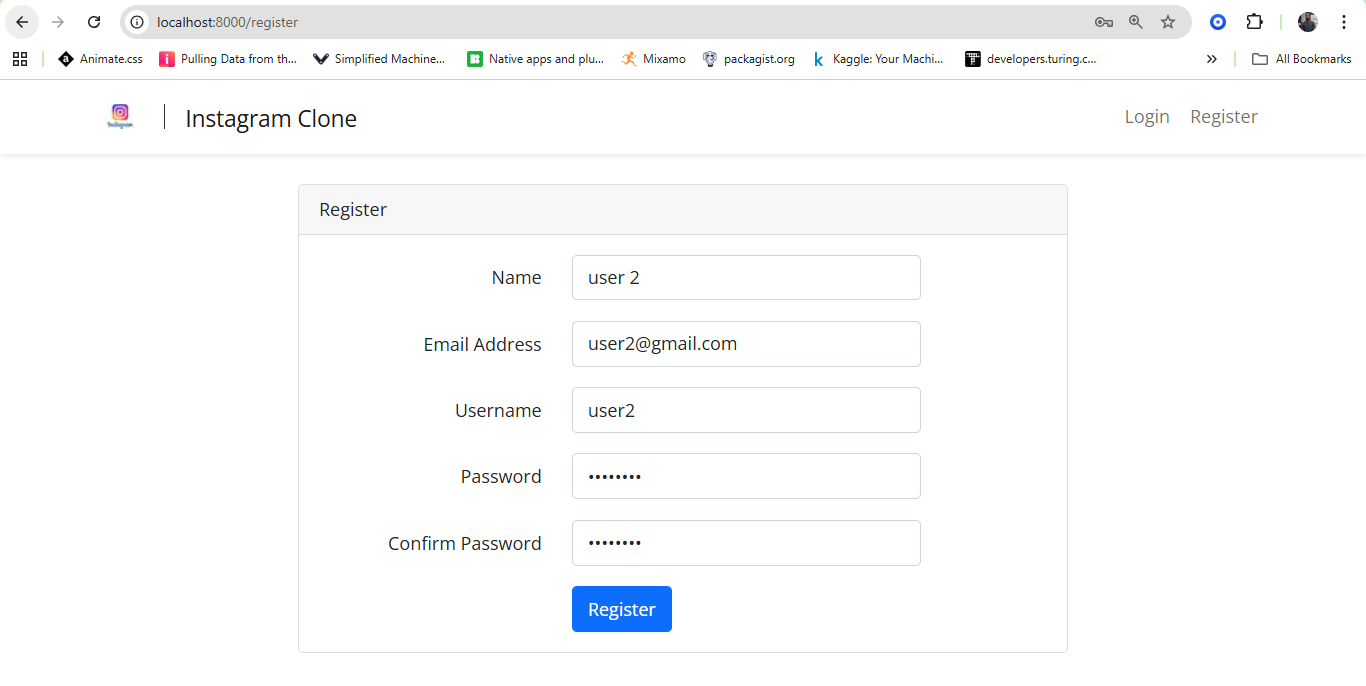 localhost:8000/register
Animate.css Pulling Data from th... Simplified Machine... Native apps and plu... Mixamo packagist.org Kaggle: Your Machi... developers.turing.c... » All Bookmarks
Instagram Instagram Clone Login Register
Register
Name user 2
Email Address user2@gmail.com
Username user2
Password ••••••••
Confirm Password ••••••••
Register